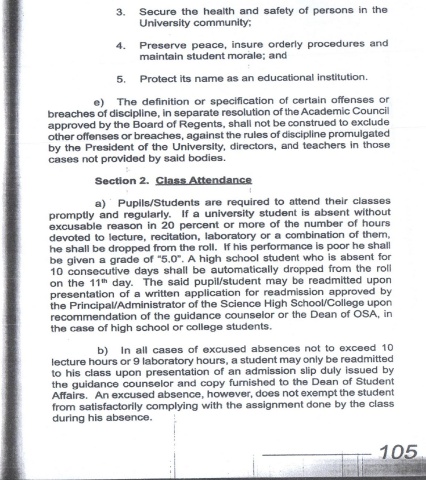 3. Secure the health and safety of persons in the
University community;
4. Preserve peace, insure orderly procedures and
maintain student morale; and
5. Protect its name as an educational institution.
e) The definition or specification of certain offenses or
breaches of discipline, in separate resolution of the Academic Council
approved by the Board of Regents, shall not be construed to exclude
other offenses or breaches, against the rules of discipline promulgated
by the President of the University, directors, and teachers in those
cases not provided by said bodies.
Section 2. Class Attendance
a) Pupils/Students are required to attend their classes
promptly and regularly. If a university student is absent without
excusable reason in 20 percent or more of the number of hours
devoted to lecture, recitation, laboratory or a combination of them,
he shall be dropped from the roll. If his performance is poor he shall
be given a grade of "5.0". A high school student who is absent for
10 consecutive days shall be automatically dropped from the roll
on the 11th day. The said pupil/student may be readmitted upon
presentation of a written application for readmission approved by
the Principal/Administrator of the Science High School/College upon
recommendation of the guidance counselor or the Dean of OSA, in
the case of high school or college students.
b) In all cases of excused absences not to exceed 10
lecture hours or 9 laboratory hours, a student may only be readmitted
to his class upon presentation of an admission slip duly issued by
the guidance counselor and copy furnished to the Dean of Student
Affairs. An excused absence, however, does not exempt the student
from satisfactorily complying with the assignment done by the class
during his absence.
105